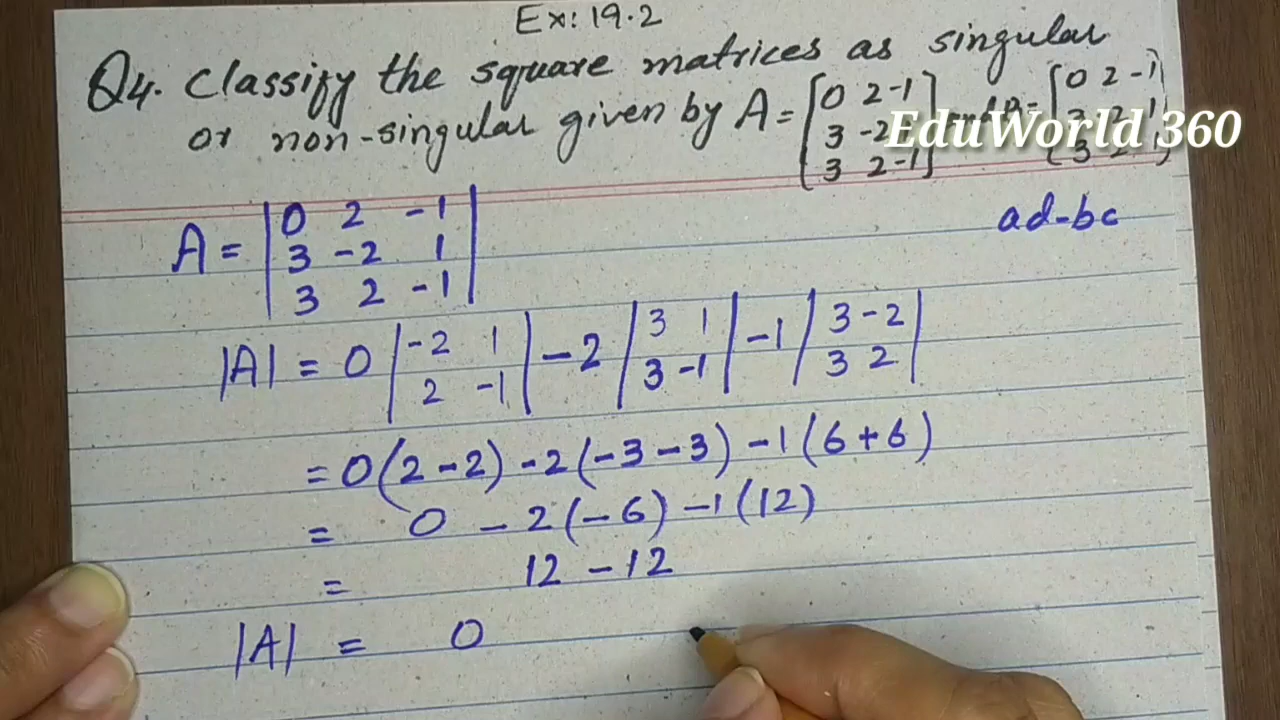 Ex: 19.2
Q4. Classify the square matrices as singular
or non-singular given by A = [0 2 -1] and B = [0 2 -1]
3 -2
3 2 -1
EduWorld 360
ad-bc
A = |0 2 -1|
|3 -2 1|
|3 2 -1|
|A| = 0 |-2 1| -2 |3 1| -1 |3 -2|
|2 -1| |3 -1| |3 2|
= 0(2-2) -2(-3-3) -1(6+6)
= 0 -2(-6) -1(12)
= 12 -12
|A| = 0